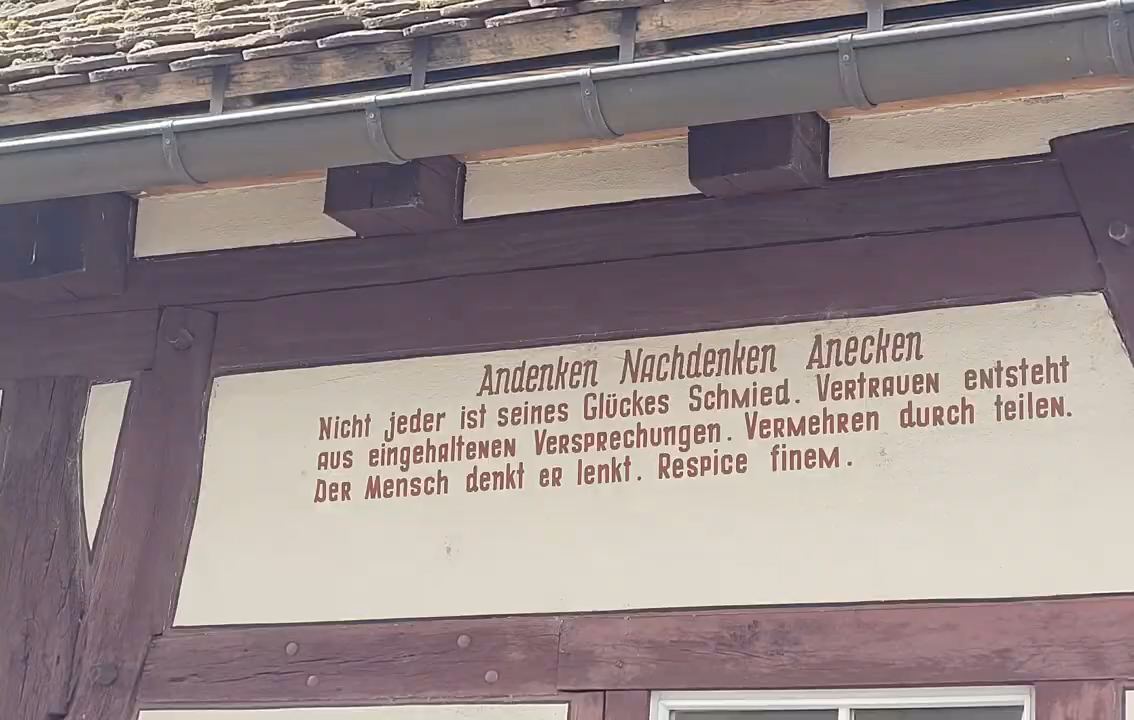 Andenken Nachdenken Anecken
Nicht jeder ist seines Glückes Schmied. Vertrauen entsteht
aus eingehaltenen Versprechungen. Vermehren durch teilen.
Der Mensch denkt er lenkt. Respice finem.